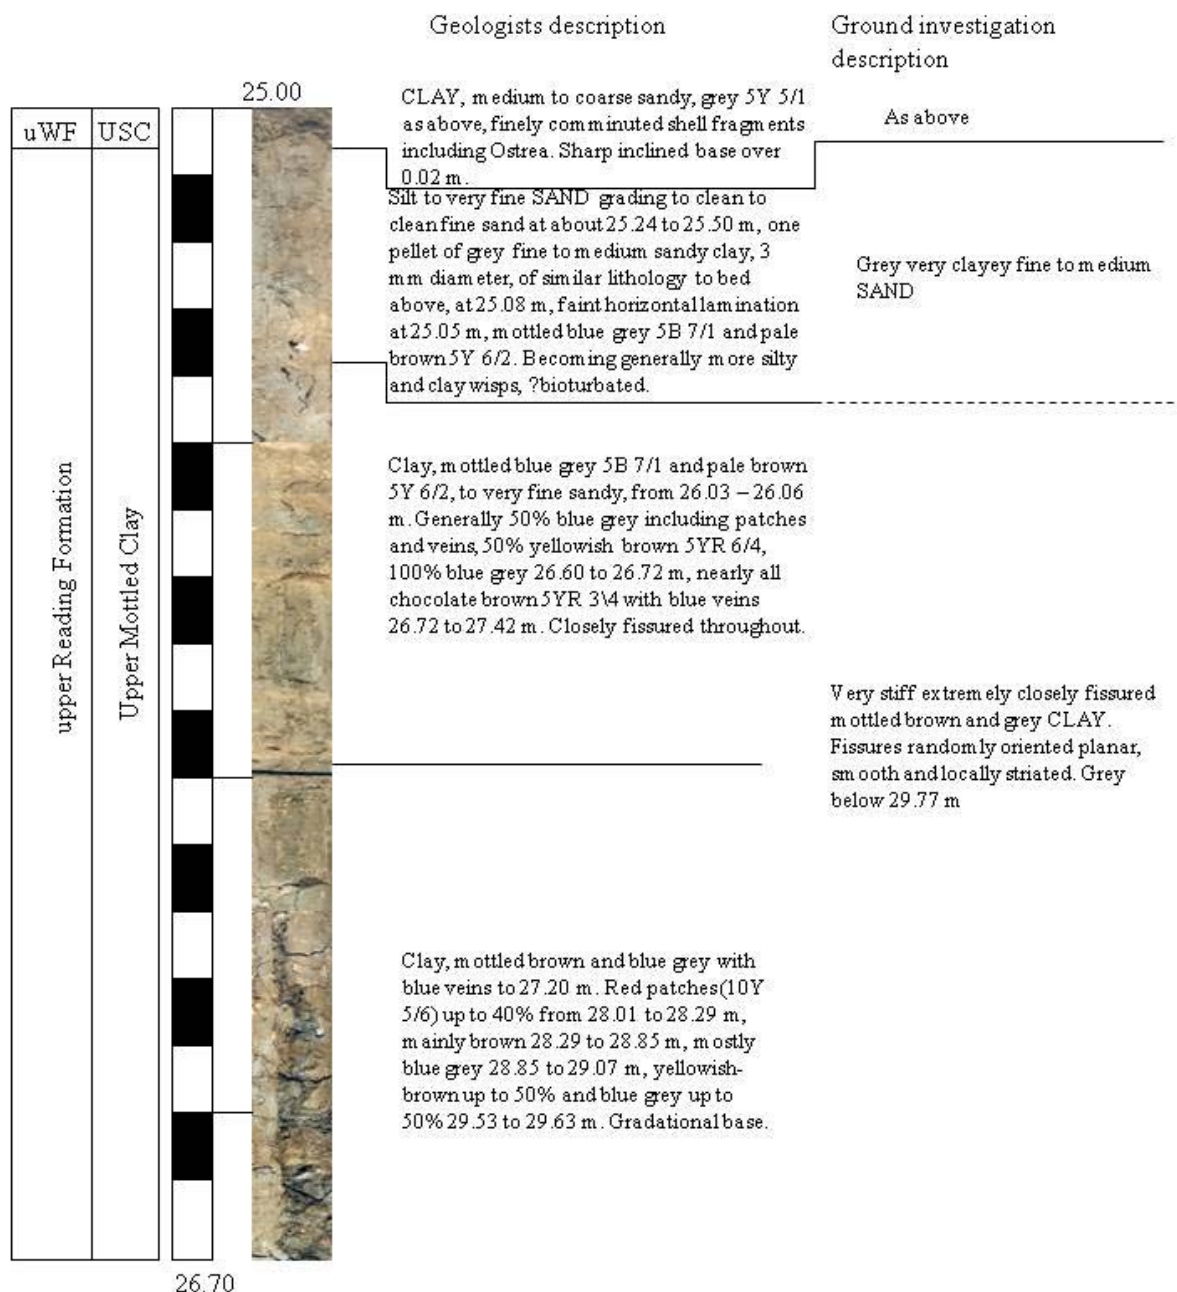 Geologists description
Ground investigation
description
25.00
uWF
USC
CLAY, medium to coarse sandy, grey 5Y 5/1
as above, finely comminuted shell fragments
including Ostrea. Sharp inclined base over
0.02 m.
As above
Silt to very fine SAND grading to clean to
clean fine sand at about 25.24 to 25.50 m, one
pellet of grey fine to medium sandy clay, 3
mm diameter, of similar lithology to bed
above, at 25.08 m, faint horizontal lamination
at 25.05 m, mottled blue grey 5B 7/1 and pale
brown 5Y 6/2. Becoming generally more silty
and clay wisps, ?bioturbated.
Grey very clayey fine to medium
SAND
upper Reading Formation
Upper Mottled Clay
Clay, mottled blue grey 5B 7/1 and pale brown
5Y 6/2, to very fine sandy, from 26.03 – 26.06
m. Generally 50% blue grey including patches
and veins, 50% yellowish brown 5YR 6/4,
100% blue grey 26.60 to 26.72 m, nearly all
chocolate brown 5YR 3\4 with blue veins
26.72 to 27.42 m. Closely fissured throughout.
Very stiff extremely closely fissured
mottled brown and grey CLAY.
Fissures randomly oriented planar,
smooth and locally striated. Grey
below 29.77 m
Clay, mottled brown and blue grey with
blue veins to 27.20 m. Red patches (10Y
5/6) up to 40% from 28.01 to 28.29 m,
mainly brown 28.29 to 28.85 m, mostly
blue grey 28.85 to 29.07 m, yellowish-
brown up to 50% and blue grey up to
50% 29.53 to 29.63 m. Gradational base.
26.70